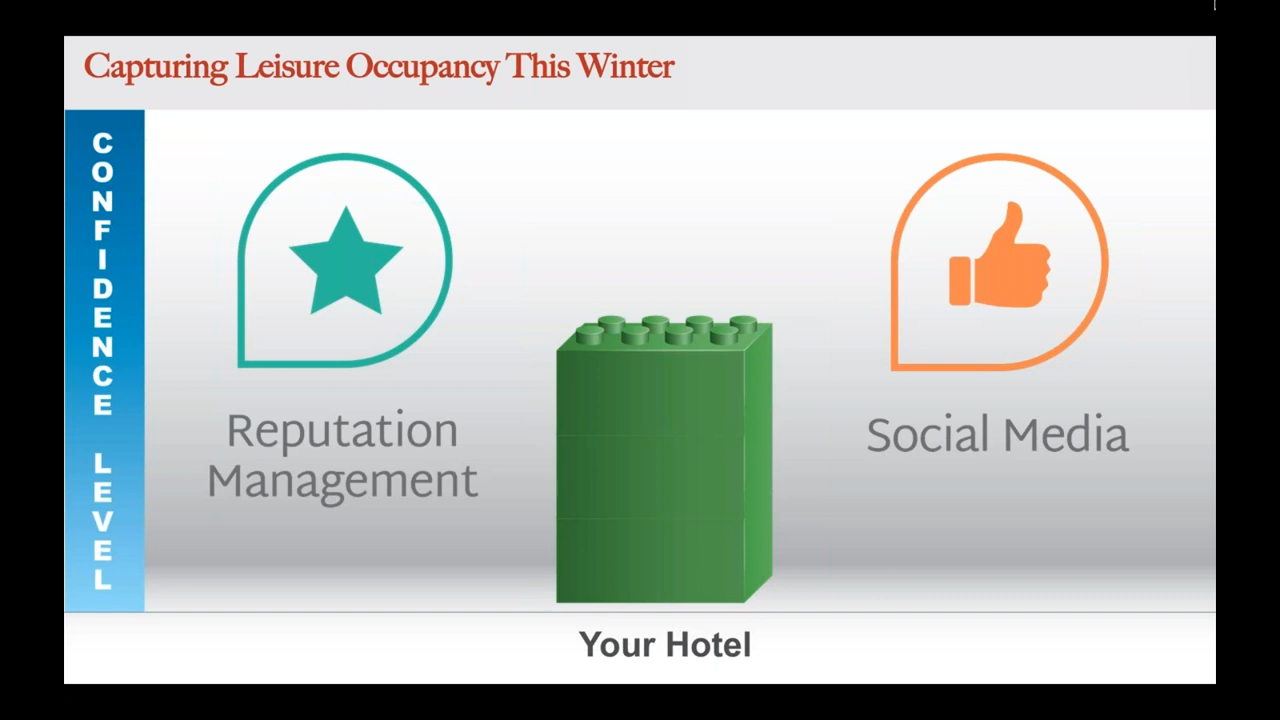 Capturing Leisure Occupancy This Winter
CONFIDENCE LEVEL
Reputation
Management
Social Media
Your Hotel